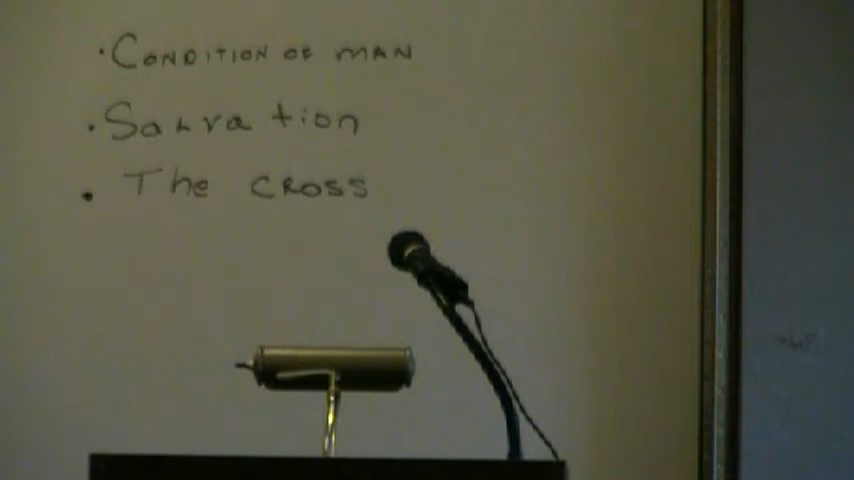 · CONDITION OF MAN
· Salvation
· The CROSS